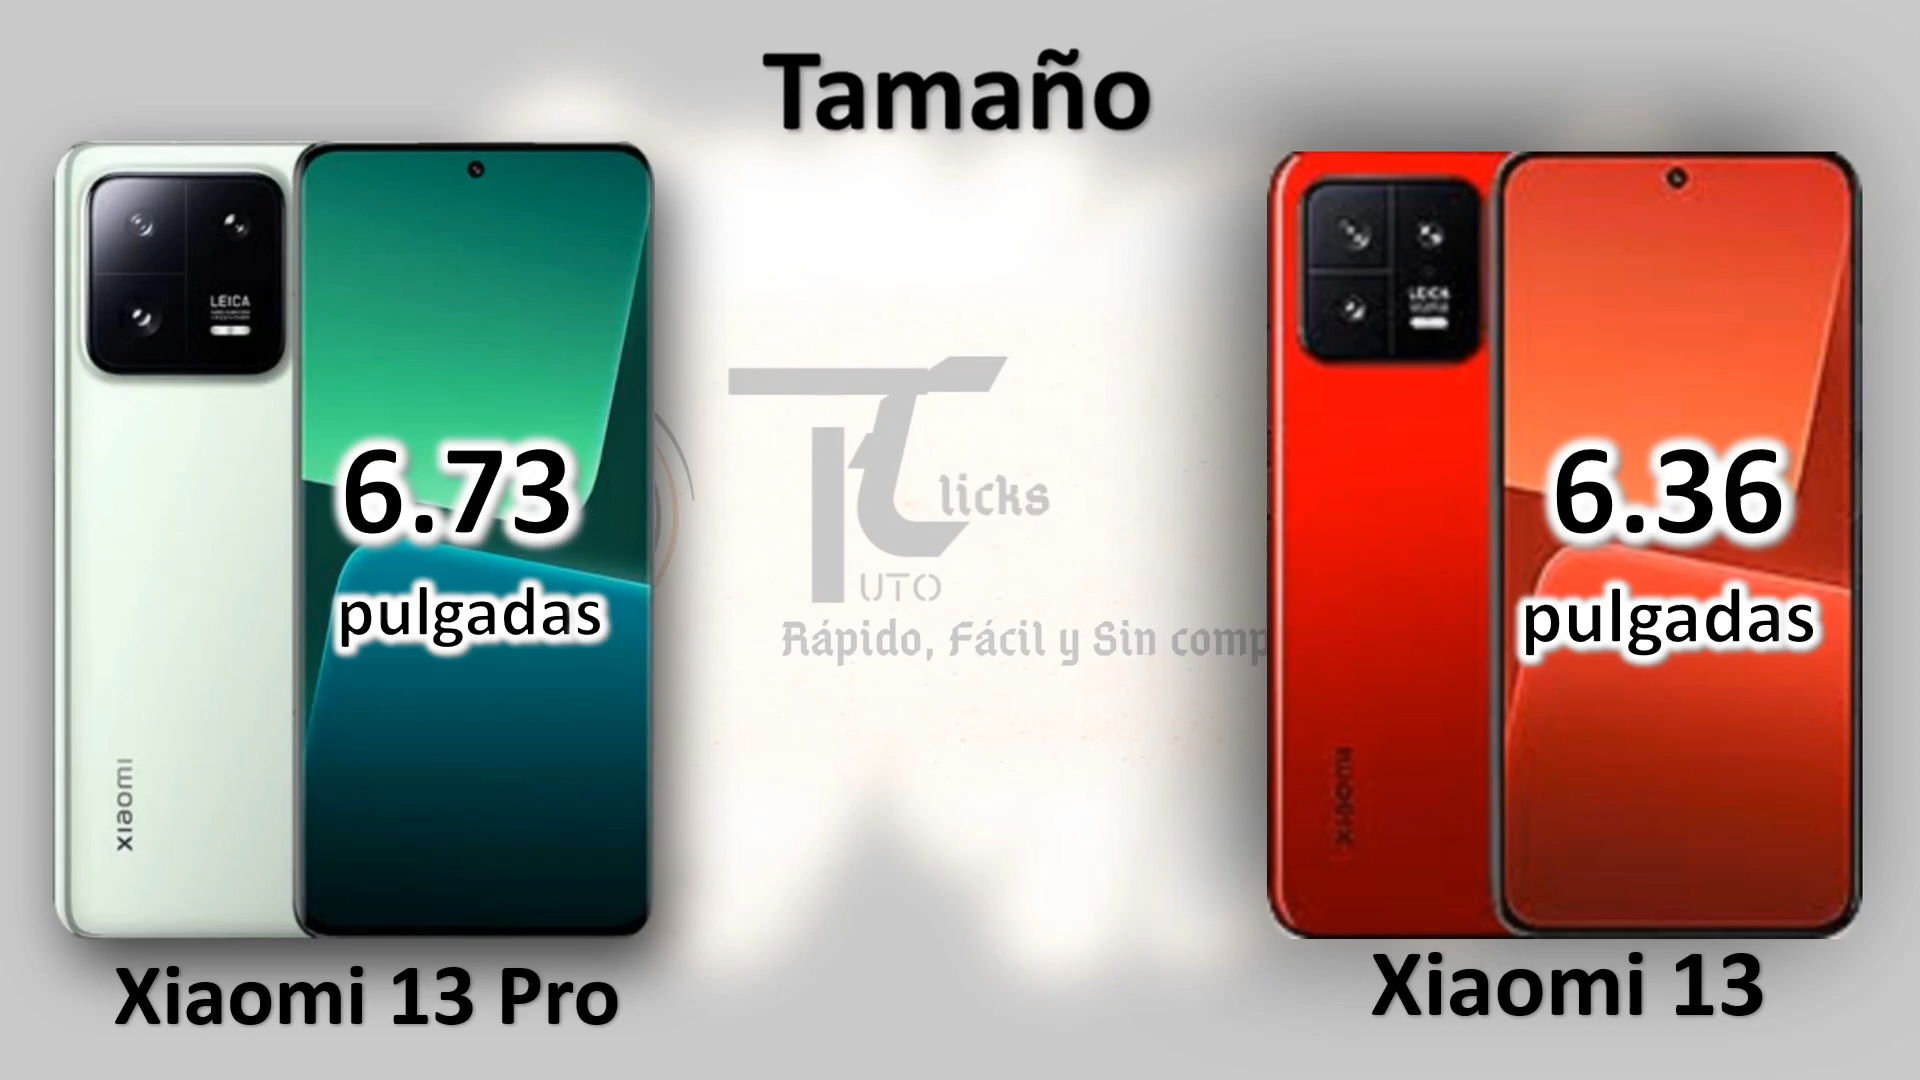 Tamaño
LEICA
xiaomi
6.73
pulgadas
Xiaomi 13 Pro
licks
UTO
Rápido, Fácil y Sin comp
LEICA
xiaomi
6.36
pulgadas
Xiaomi 13